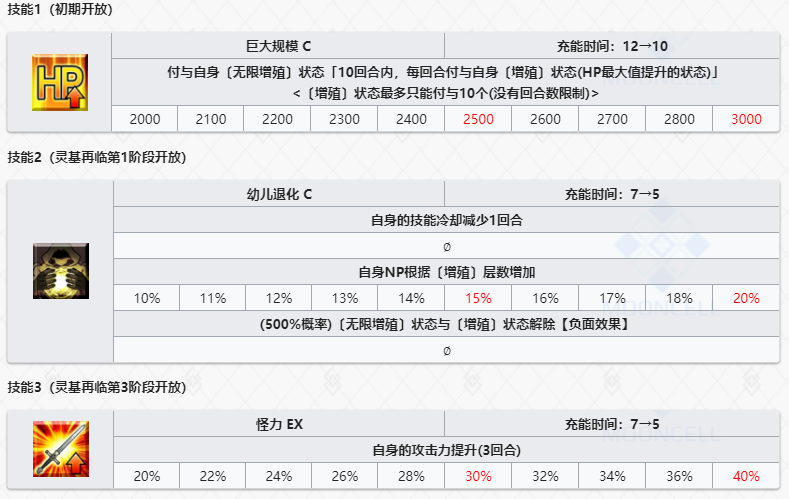 技能1（初期开放）
巨大规模 C 充能时间：12→10
付与自身〔无限增殖〕状态「10回合内，每回合付与自身〔增殖〕状态(HP最大值提升的状态)」
<〔增殖〕状态最多只能付与10个(没有回合数限制)>
2000 2100 2200 2300 2400 2500 2600 2700 2800 3000
HR
技能2（灵基再临第1阶段开放）
幼儿退化 C 充能时间：7→5
自身的技能冷却减少1回合
∅
自身NP根据〔增殖〕层数增加
10% 11% 12% 13% 14% 15% 16% 17% 18% 20%
(500%概率)〔无限增殖〕状态与〔增殖〕状态解除【负面效果】
∅
MOONCELL
技能3（灵基再临第3阶段开放）
怪力 EX 充能时间：7→5
自身的攻击力提升(3回合)
20% 22% 24% 26% 28% 30% 32% 34% 36% 40%
MOONCELL